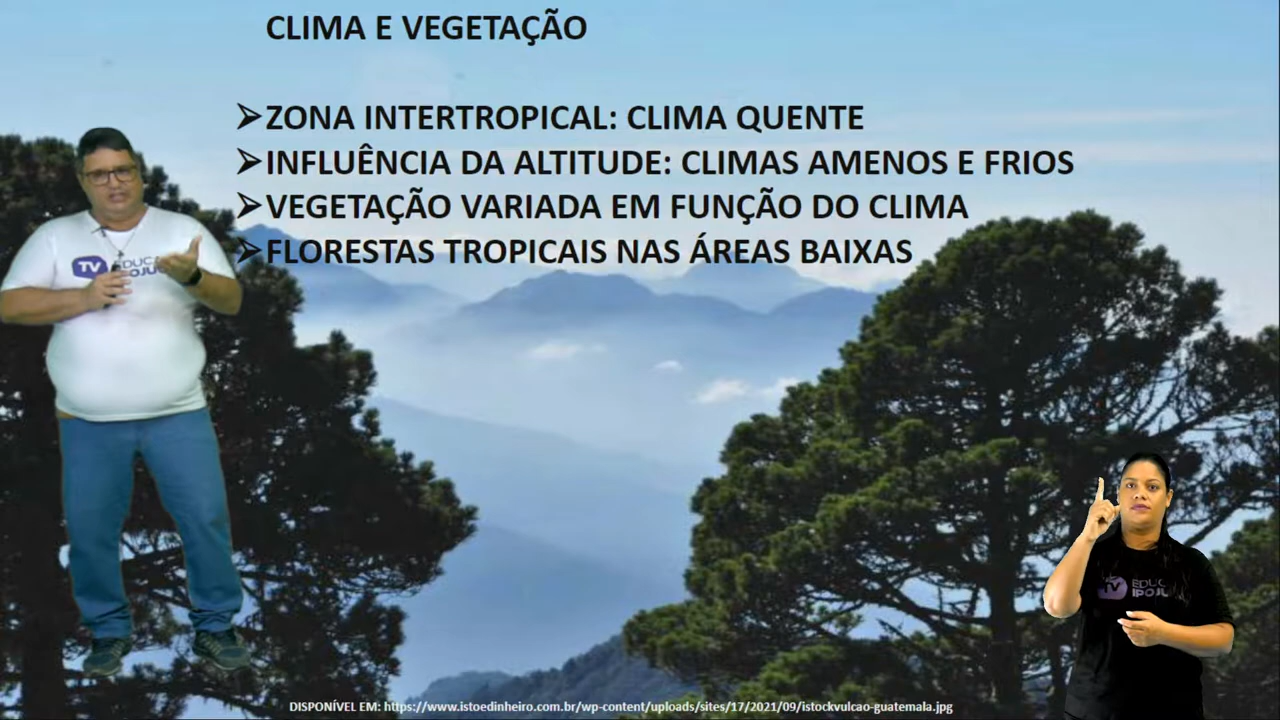 CLIMA E VEGETAÇÃO
➢ZONA INTERTROPICAL: CLIMA QUENTE
➢INFLUÊNCIA DA ALTITUDE: CLIMAS AMENOS E FRIOS
➢VEGETAÇÃO VARIADA EM FUNÇÃO DO CLIMA
➢FLORESTAS TROPICAIS NAS ÁREAS BAIXAS
TV
TV
DISPONÍVEL EM: https://www.istoedinheiro.com.br/wp-content/uploads/sites/17/2021/09/istockvulcao-guatemala.jpg